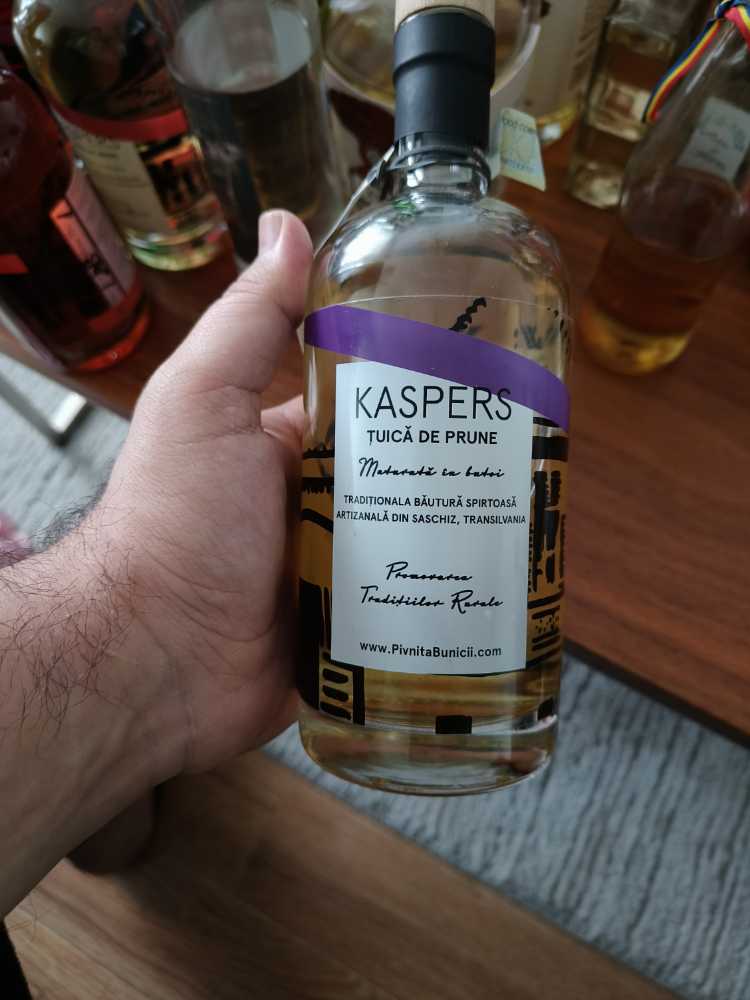 KASPERS
ȚUICĂ DE PRUNE
Maturată în butoi
TRADIȚIONALA BĂUTURĂ SPIRTOASĂ
ARTIZANALĂ DIN SASCHIZ, TRANSILVANIA
Promovarea
Tradițiilor Rurale
www.PivnitaBunicii.com